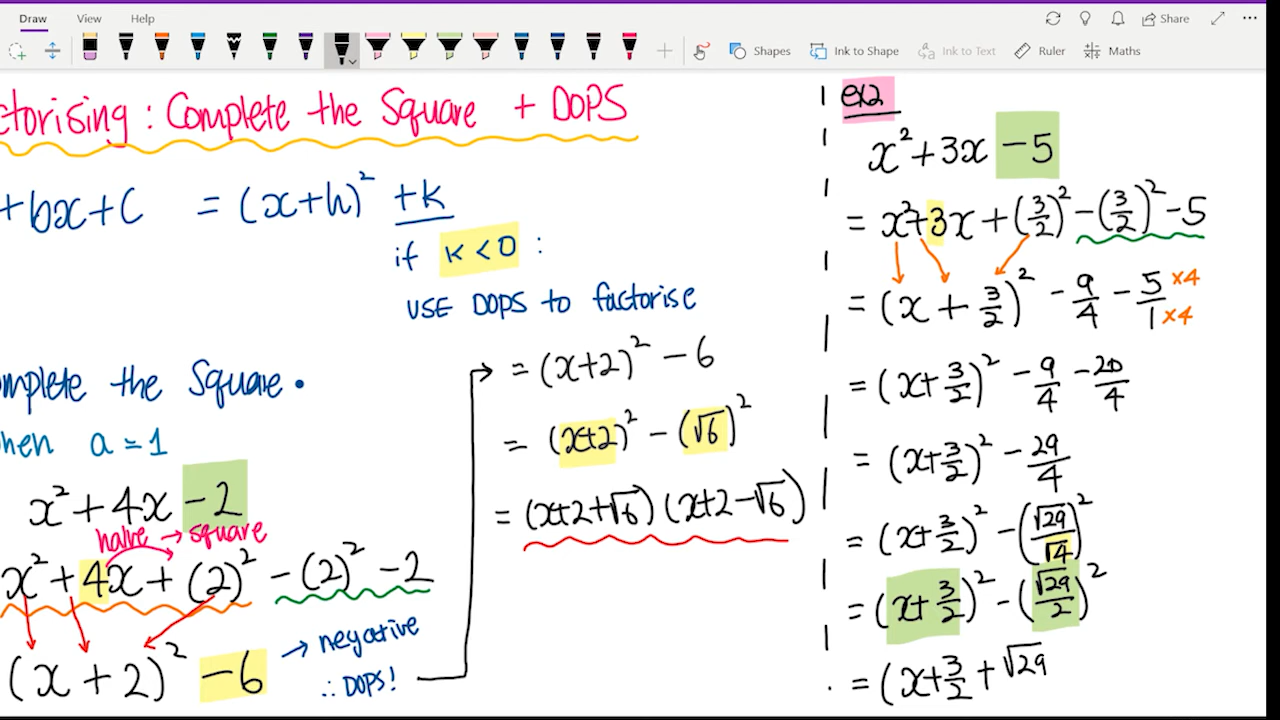 Draw View Help
Share
Shapes Ink to Shape Ink to Text Ruler Maths
ctorising : Complete the Square + DOPS
+bx+C = (x+h)² +k
if k<0 :
USE DOPS to factorise
omplete the Square.
hen a=1
x²+4x-2
halve → square
x²+4x+(2)²-(2)²-2
(x+2)²-6
→ negative
∴ DOPS!
= (x+2)²-6
= (x+2)²-(√6)²
= (x+2+√6)(x+2-√6)
ex2
x²+3x-5
= x²+3x+(3/2)²-(3/2)²-5
= (x+3/2)²-9/4-5/1 ×4 ×4
= (x+3/2)²-9/4-20/4
= (x+3/2)²-29/4
= (x+3/2)²-(√29/√4)²
= (x+3/2)²-(√29/2)²
= (x+3/2+√29